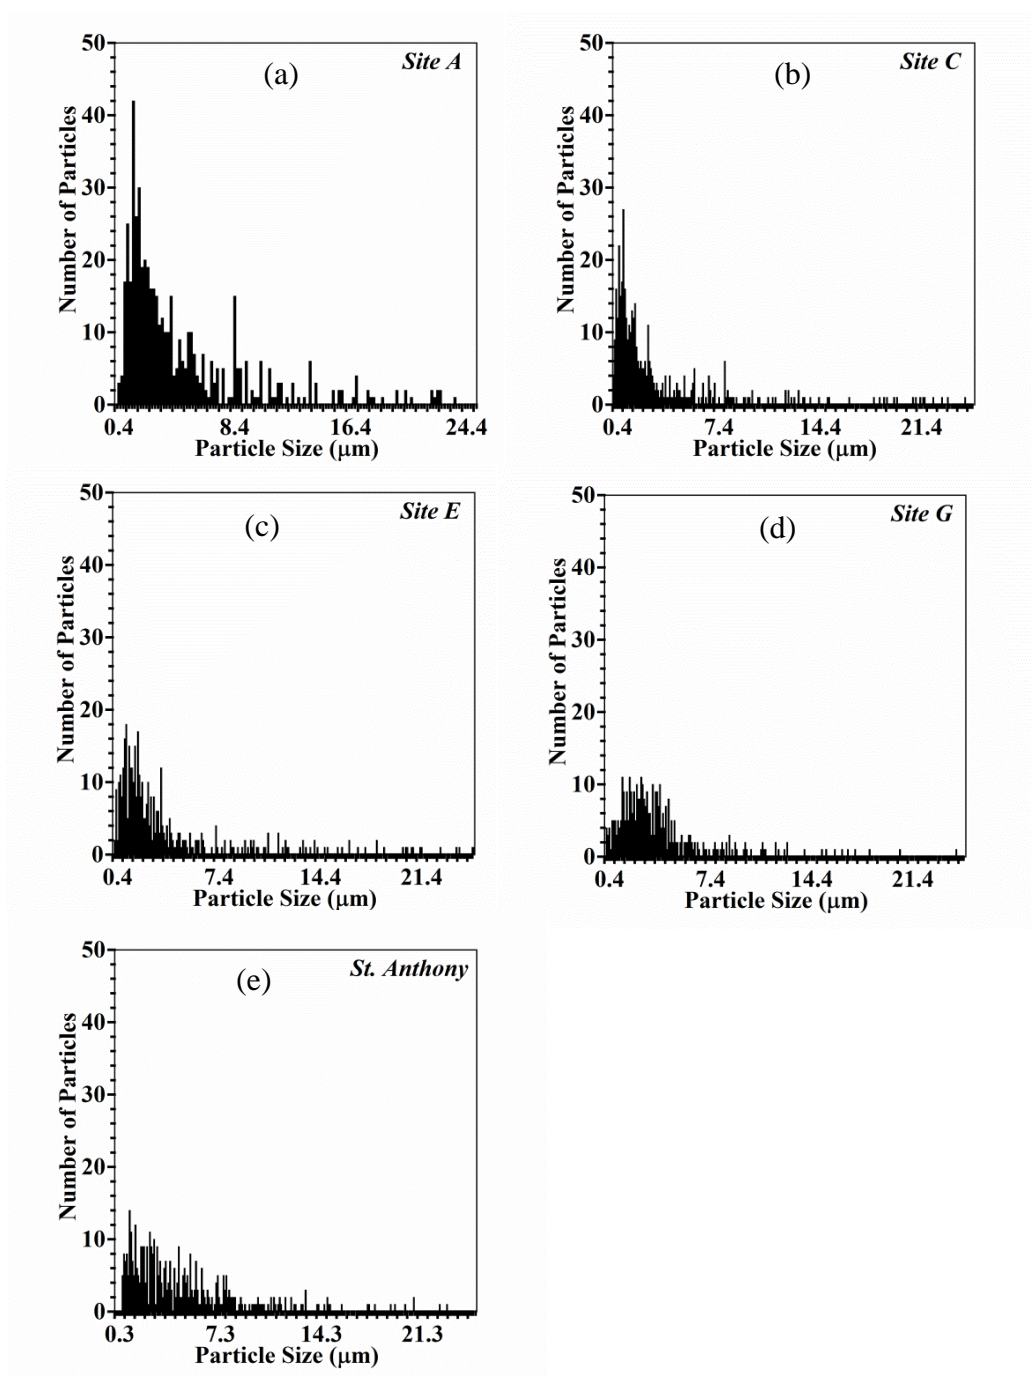 50
Site A
(a)
40
30
20
10
0
Number of Particles
0.4 8.4 16.4 24.4
Particle Size (μm)
50
Site C
(b)
40
30
20
10
0
Number of Particles
0.4 7.4 14.4 21.4
Particle Size (μm)
50
Site E
(c)
40
30
20
10
0
Number of Particles
0.4 7.4 14.4 21.4
Particle Size (μm)
50
Site G
(d)
40
30
20
10
0
Number of Particles
0.4 7.4 14.4 21.4
Particle Size (μm)
50
St. Anthony
(e)
40
30
20
10
0
Number of Particles
0.3 7.3 14.3 21.3
Particle Size (μm)